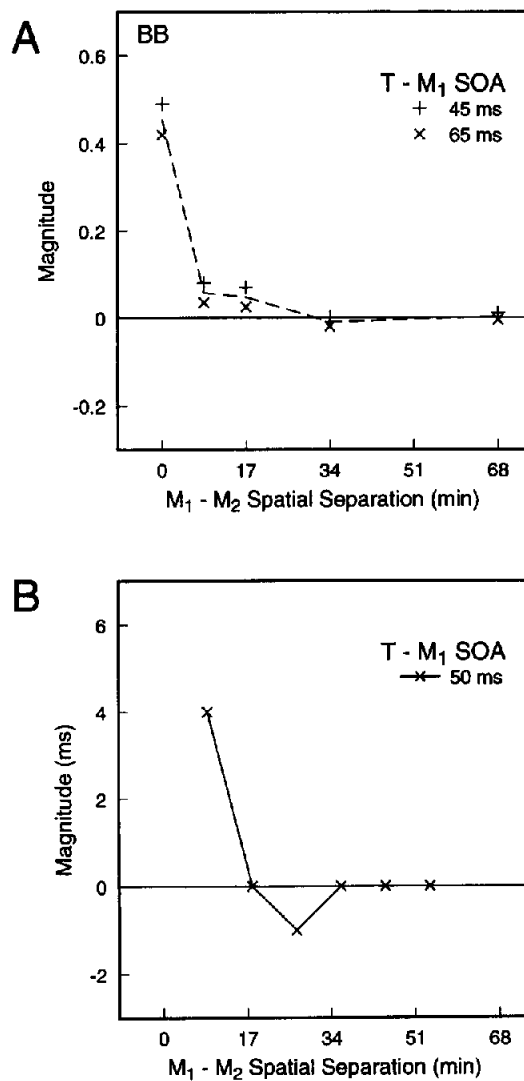 A
BB
T - M1 SOA
+ 45 ms
× 65 ms
0.6
0.4
0.2
0
-0.2
Magnitude
0 17 34 51 68
M1 - M2 Spatial Separation (min)
B
T - M1 SOA
50 ms
6
4
2
0
-2
Magnitude (ms)
0 17 34 51 68
M1 - M2 Spatial Separation (min)